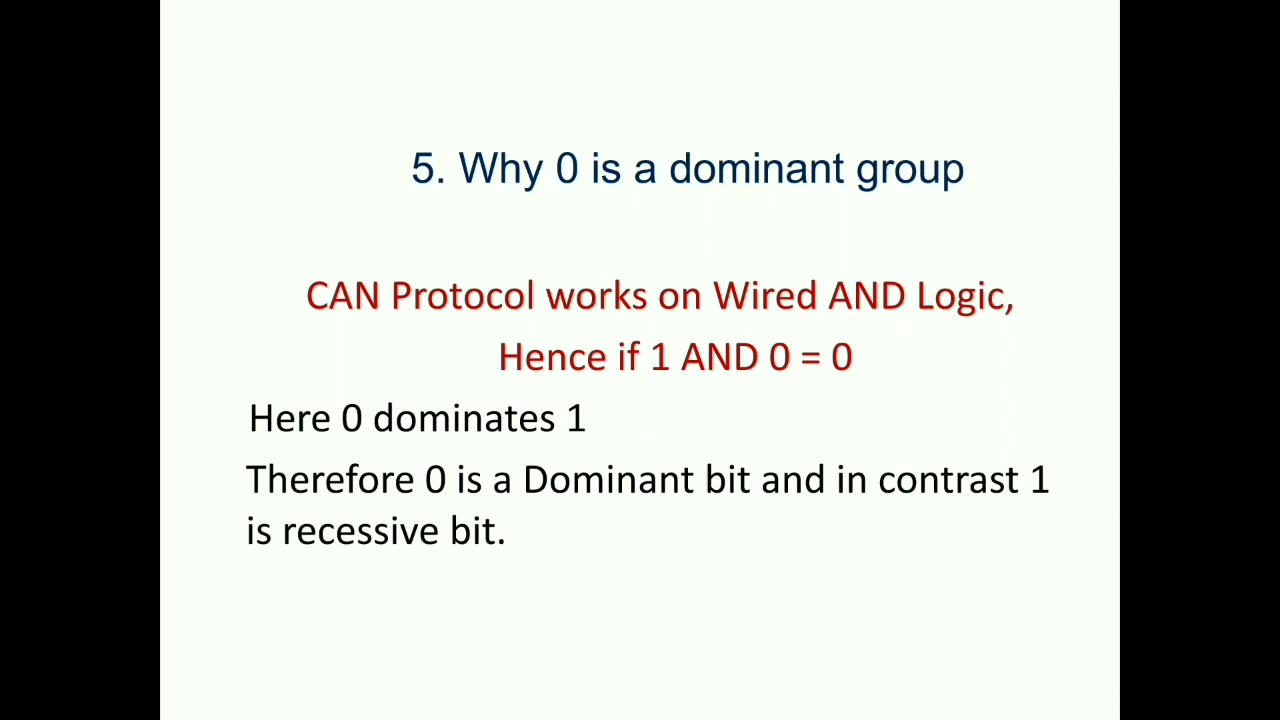 5. Why 0 is a dominant group
CAN Protocol works on Wired AND Logic,
Hence if 1 AND 0 = 0
Here 0 dominates 1
Therefore 0 is a Dominant bit and in contrast 1
is recessive bit.